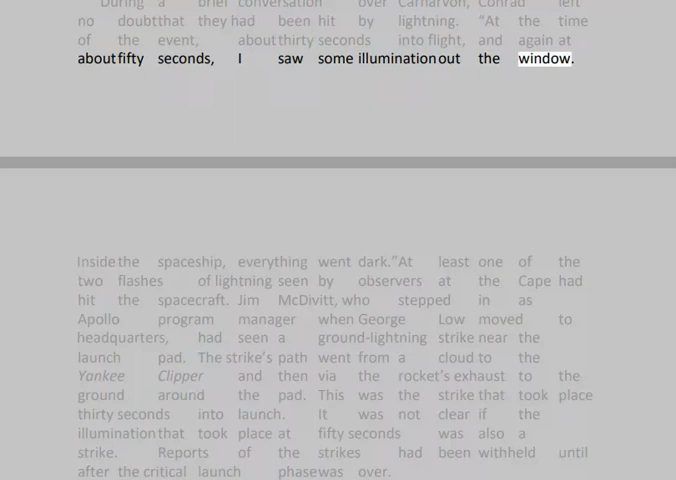 During a brief conversation over Carnarvon, Conrad left
no doubt that they had been hit by lightning. “At the time
of the event, about thirty seconds into flight, and again at
about fifty seconds, I saw some illumination out the window.
Inside the spaceship, everything went dark.” At least one of the
two flashes of lightning seen by observers at the Cape had
hit the spacecraft. Jim McDivitt, who stepped in as
Apollo program manager when George Low moved to
headquarters, had seen a ground-lightning strike near the
launch pad. The strike’s path went from a cloud to the
Yankee Clipper and then via the rocket’s exhaust to the
ground around the pad. This was the strike that took place
thirty seconds into launch. It was not clear if the
illumination that took place at fifty seconds was also a
strike. Reports of the strikes had been withheld until
after the critical launch phase was over.